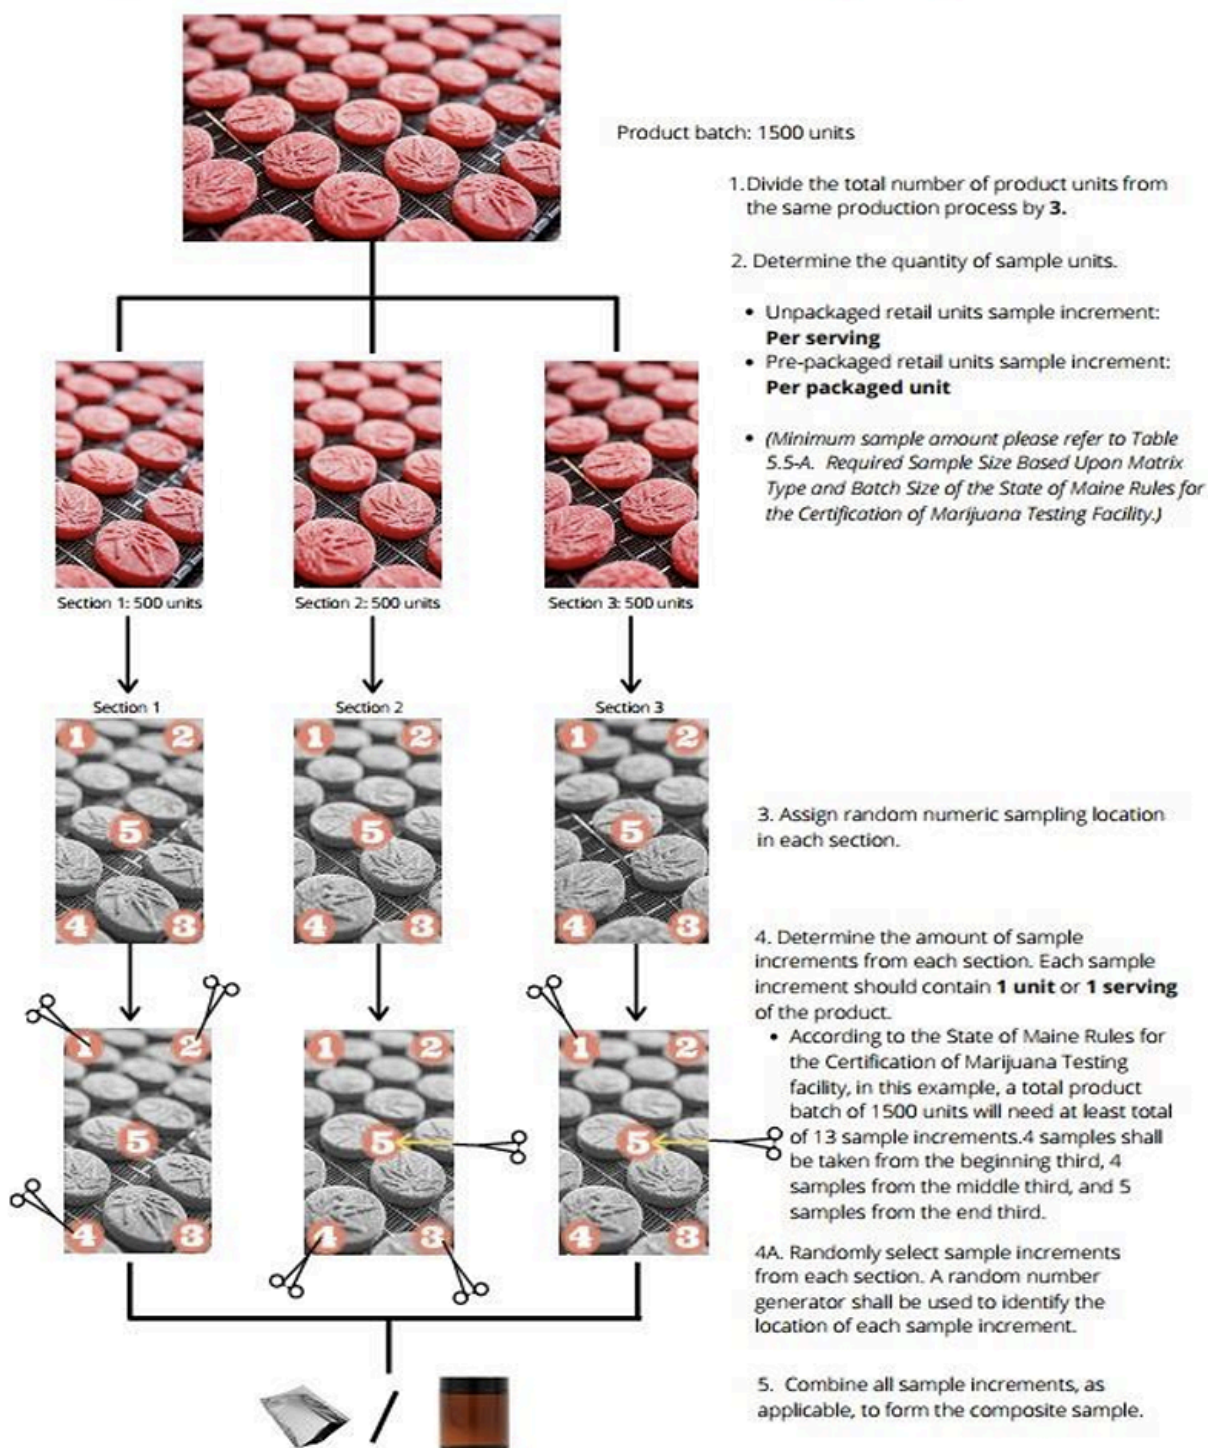 Product batch: 1500 units
1.Divide the total number of product units from
the same production process by 3.
2. Determine the quantity of sample units.
• Unpackaged retail units sample increment:
Per serving
• Pre-packaged retail units sample increment:
Per packaged unit
• (Minimum sample amount please refer to Table
5.5-A. Required Sample Size Based Upon Matrix
Type and Batch Size of the State of Maine Rules for
the Certification of Marijuana Testing Facility.)
Section 1: 500 units
Section 2: 500 units
Section 3: 500 units
Section 1
Section 2
Section 3
1 2
5
4 3
1 2
5
4 3
1 2
5
4 3
3. Assign random numeric sampling location
in each section.
4. Determine the amount of sample
increments from each section. Each sample
increment should contain 1 unit or 1 serving
of the product.
• According to the State of Maine Rules for
the Certification of Marijuana Testing
facility, in this example, a total product
batch of 1500 units will need at least total
of 13 sample increments.4 samples shall
be taken from the beginning third, 4
samples from the middle third, and 5
samples from the end third.
1 2
5
4 3
1 2
5
4 3
1 2
5
4 3
4A. Randomly select sample increments
from each section. A random number
generator shall be used to identify the
location of each sample increment.
5. Combine all sample increments, as
applicable, to form the composite sample.